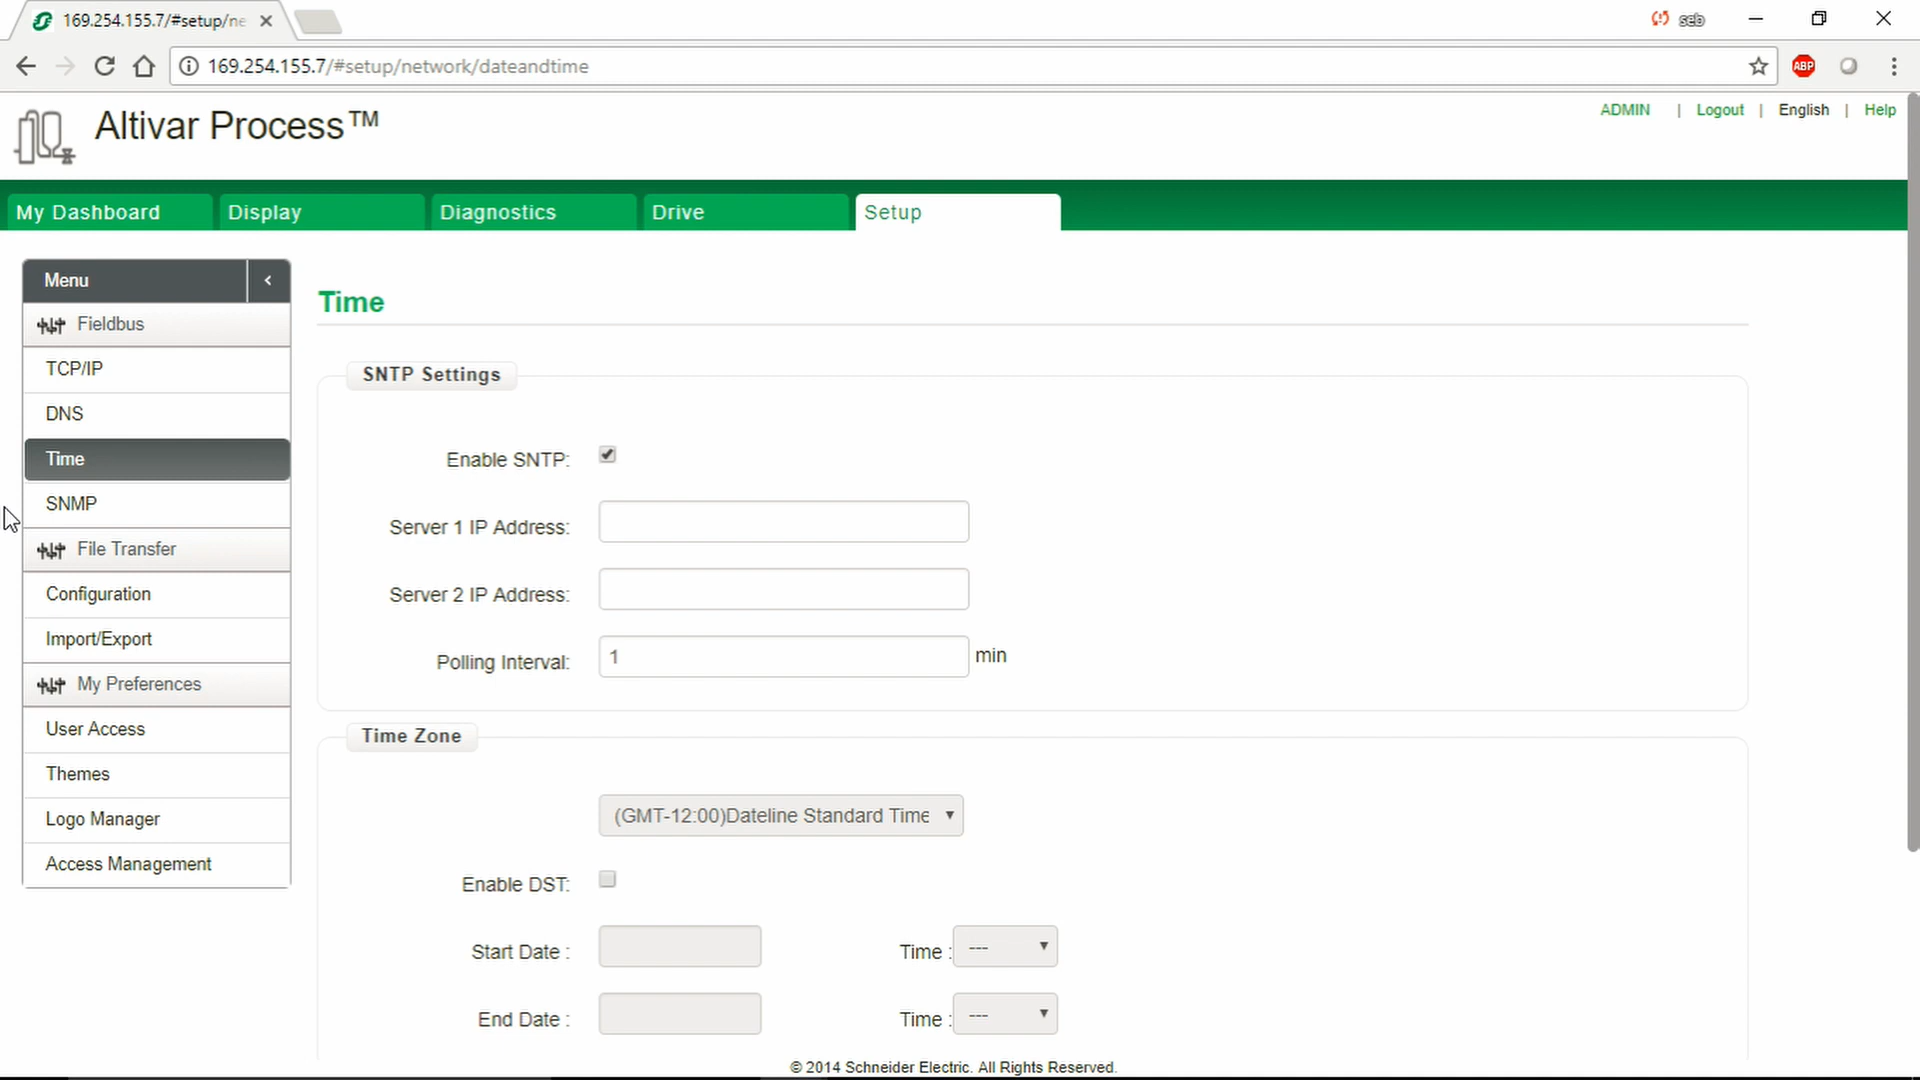 169.254.155.7/#setup/ne
seb
169.254.155.7/#setup/network/dateandtime
ABP
Altivar Process™
ADMIN | Logout | English | Help
My Dashboard
Display
Diagnostics
Drive
Setup
Menu
Fieldbus
TCP/IP
DNS
Time
SNMP
File Transfer
Configuration
Import/Export
My Preferences
User Access
Themes
Logo Manager
Access Management
Time
SNTP Settings
Enable SNTP:
Server 1 IP Address:
Server 2 IP Address:
Polling Interval: 1 min
Time Zone
(GMT-12:00)Dateline Standard Time
Enable DST:
Start Date : Time : ---
End Date : Time : ---
© 2014 Schneider Electric. All Rights Reserved.